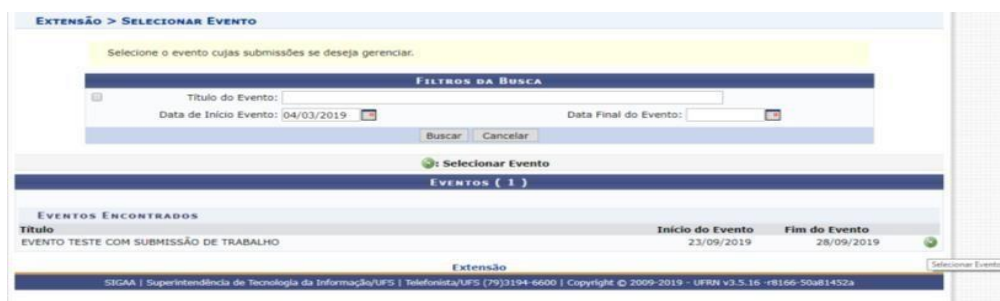 EXTENSÃO > SELECIONAR EVENTO
Selecione o evento cujas submissões se deseja gerenciar.
FILTROS DA BUSCA
Título do Evento:
Data de Início Evento: 04/03/2019 Data Final do Evento:
Buscar Cancelar
: Selecionar Evento
EVENTOS ( 1 )
EVENTOS ENCONTRADOS
Título Início do Evento Fim do Evento
EVENTO TESTE COM SUBMISSÃO DE TRABALHO 23/09/2019 28/09/2019
Selecionar Evento
Extensão
SIGAA | Superintendência de Tecnologia da Informação/UFS | Telefonista/UFS (79)3194-6600 | Copyright © 2009-2019 - UFRN v3.5.16 -r8166-50a81452a